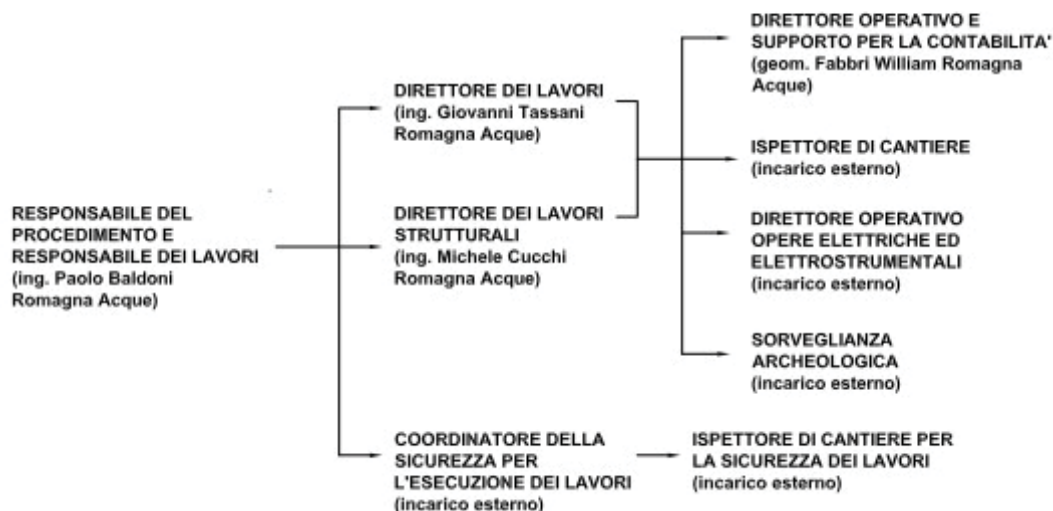 RESPONSABILE DEL
PROCEDIMENTO E
RESPONSABILE DEI LAVORI
(ing. Paolo Baldoni
Romagna Acque)
DIRETTORE DEI LAVORI
(ing. Giovanni Tassani
Romagna Acque)
DIRETTORE DEI LAVORI
STRUTTURALI
(ing. Michele Cucchi
Romagna Acque)
COORDINATORE DELLA
SICUREZZA PER
L'ESECUZIONE DEI LAVORI
(incarico esterno)
DIRETTORE OPERATIVO E
SUPPORTO PER LA CONTABILITA'
(geom. Fabbri William Romagna
Acque)
ISPETTORE DI CANTIERE
(incarico esterno)
DIRETTORE OPERATIVO
OPERE ELETTRICHE ED
ELETTROSTRUMENTALI
(incarico esterno)
SORVEGLIANZA
ARCHEOLOGICA
(incarico esterno)
ISPETTORE DI CANTIERE PER
LA SICUREZZA DEI LAVORI
(incarico esterno)